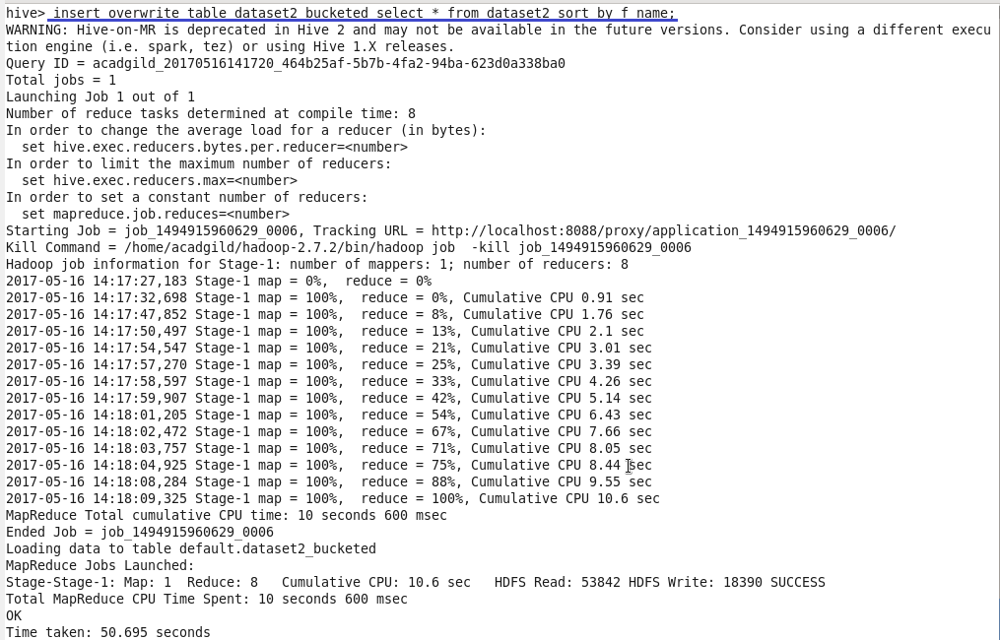 hive> insert overwrite table dataset2_bucketed select * from dataset2 sort by f_name;
WARNING: Hive-on-MR is deprecated in Hive 2 and may not be available in the future versions. Consider using a different execu
tion engine (i.e. spark, tez) or using Hive 1.X releases.
Query ID = acadgild_20170516141720_464b25af-5b7b-4fa2-94ba-623d0a338ba0
Total jobs = 1
Launching Job 1 out of 1
Number of reduce tasks determined at compile time: 8
In order to change the average load for a reducer (in bytes):
  set hive.exec.reducers.bytes.per.reducer=<number>
In order to limit the maximum number of reducers:
  set hive.exec.reducers.max=<number>
In order to set a constant number of reducers:
  set mapreduce.job.reduces=<number>
Starting Job = job_1494915960629_0006, Tracking URL = http://localhost:8088/proxy/application_1494915960629_0006/
Kill Command = /home/acadgild/hadoop-2.7.2/bin/hadoop job  -kill job_1494915960629_0006
Hadoop job information for Stage-1: number of mappers: 1; number of reducers: 8
2017-05-16 14:17:27,183 Stage-1 map = 0%,  reduce = 0%
2017-05-16 14:17:32,698 Stage-1 map = 100%,  reduce = 0%, Cumulative CPU 0.91 sec
2017-05-16 14:17:47,852 Stage-1 map = 100%,  reduce = 8%, Cumulative CPU 1.76 sec
2017-05-16 14:17:50,497 Stage-1 map = 100%,  reduce = 13%, Cumulative CPU 2.1 sec
2017-05-16 14:17:54,547 Stage-1 map = 100%,  reduce = 21%, Cumulative CPU 3.01 sec
2017-05-16 14:17:57,270 Stage-1 map = 100%,  reduce = 25%, Cumulative CPU 3.39 sec
2017-05-16 14:17:58,597 Stage-1 map = 100%,  reduce = 33%, Cumulative CPU 4.26 sec
2017-05-16 14:17:59,907 Stage-1 map = 100%,  reduce = 42%, Cumulative CPU 5.14 sec
2017-05-16 14:18:01,205 Stage-1 map = 100%,  reduce = 54%, Cumulative CPU 6.43 sec
2017-05-16 14:18:02,472 Stage-1 map = 100%,  reduce = 67%, Cumulative CPU 7.66 sec
2017-05-16 14:18:03,757 Stage-1 map = 100%,  reduce = 71%, Cumulative CPU 8.05 sec
2017-05-16 14:18:04,925 Stage-1 map = 100%,  reduce = 75%, Cumulative CPU 8.44 sec
2017-05-16 14:18:08,284 Stage-1 map = 100%,  reduce = 88%, Cumulative CPU 9.55 sec
2017-05-16 14:18:09,325 Stage-1 map = 100%,  reduce = 100%, Cumulative CPU 10.6 sec
MapReduce Total cumulative CPU time: 10 seconds 600 msec
Ended Job = job_1494915960629_0006
Loading data to table default.dataset2_bucketed
MapReduce Jobs Launched:
Stage-Stage-1: Map: 1  Reduce: 8   Cumulative CPU: 10.6 sec   HDFS Read: 53842 HDFS Write: 18390 SUCCESS
Total MapReduce CPU Time Spent: 10 seconds 600 msec
OK
Time taken: 50.695 seconds